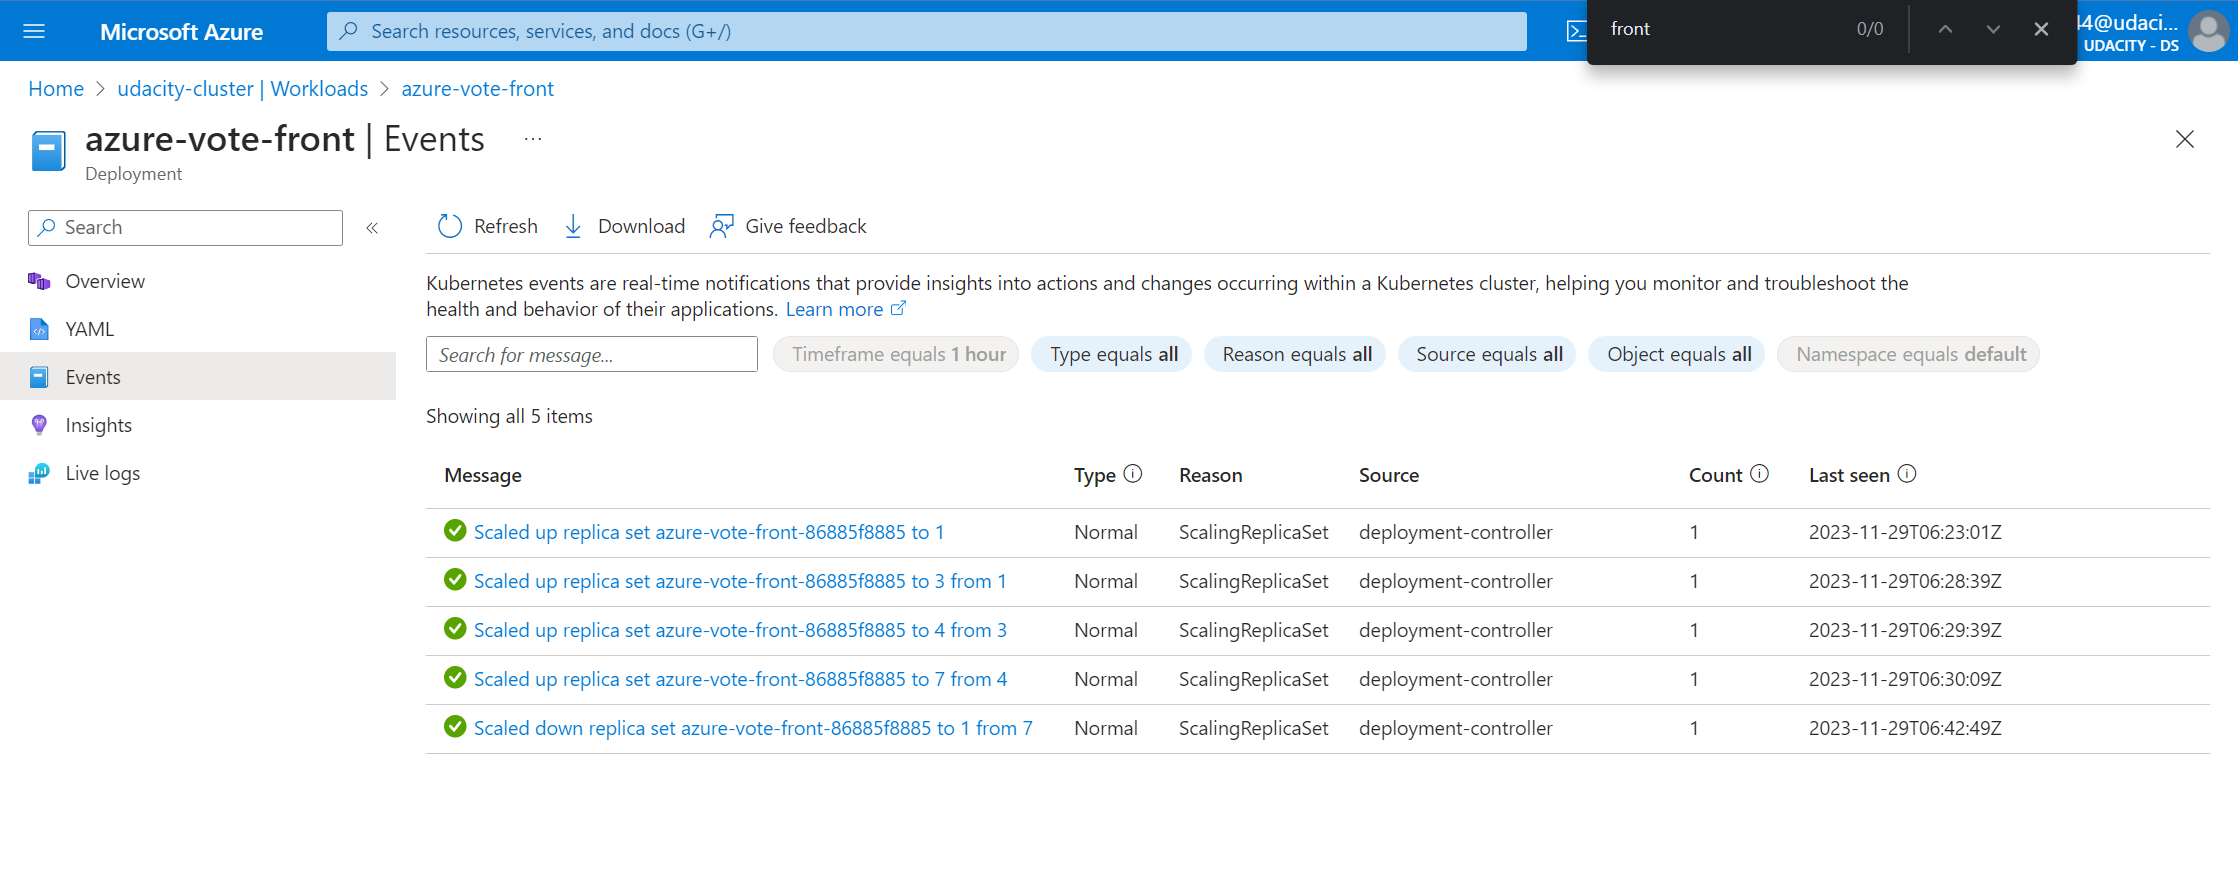 Microsoft Azure
Search resources, services, and docs (G+/)
front
0/0
44@udaci...
UDACITY - DS
Home > udacity-cluster | Workloads > azure-vote-front
azure-vote-front | Events ...
Deployment
Search
«
Overview
YAML
Events
Insights
Live logs
Refresh Download Give feedback
Kubernetes events are real-time notifications that provide insights into actions and changes occurring within a Kubernetes cluster, helping you monitor and troubleshoot the
health and behavior of their applications. Learn more
Search for message...
Timeframe equals 1 hour
Type equals all
Reason equals all
Source equals all
Object equals all
Namespace equals default
Showing all 5 items
Message Type Reason Source Count Last seen
Scaled up replica set azure-vote-front-86885f8885 to 1 Normal ScalingReplicaSet deployment-controller 1 2023-11-29T06:23:01Z
Scaled up replica set azure-vote-front-86885f8885 to 3 from 1 Normal ScalingReplicaSet deployment-controller 1 2023-11-29T06:28:39Z
Scaled up replica set azure-vote-front-86885f8885 to 4 from 3 Normal ScalingReplicaSet deployment-controller 1 2023-11-29T06:29:39Z
Scaled up replica set azure-vote-front-86885f8885 to 7 from 4 Normal ScalingReplicaSet deployment-controller 1 2023-11-29T06:30:09Z
Scaled down replica set azure-vote-front-86885f8885 to 1 from 7 Normal ScalingReplicaSet deployment-controller 1 2023-11-29T06:42:49Z